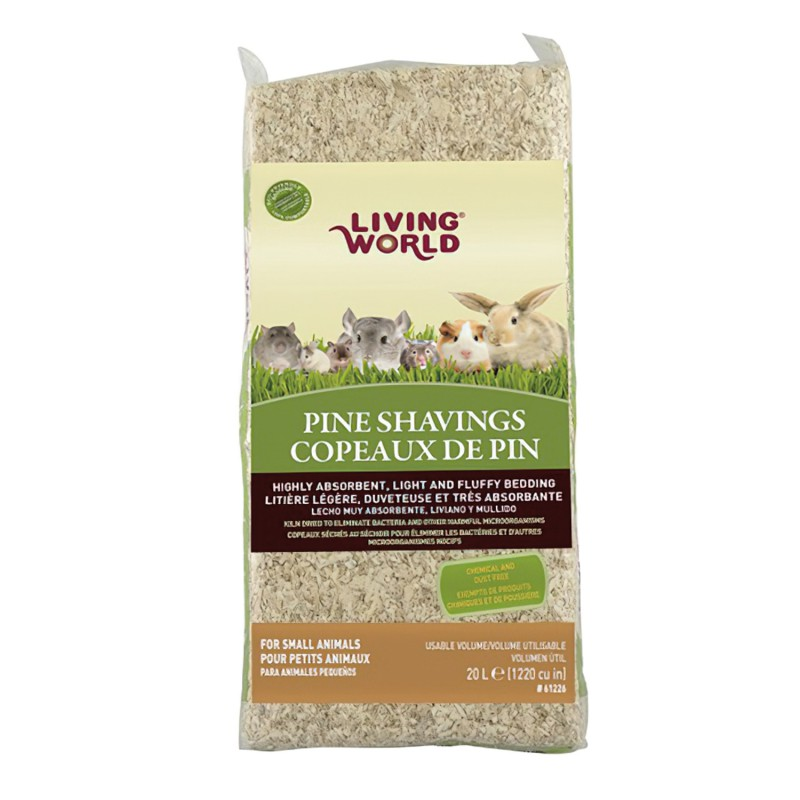 LIVING®
WORLD
PINE SHAVINGS
COPEAUX DE PIN
HIGHLY ABSORBENT, LIGHT AND FLUFFY BEDDING
LITIÈRE LÉGÈRE, DUVETEUSE ET TRÈS ABSORBANTE
LECHO MUY ABSORBENTE, LIVIANO Y MULLIDO
KILN DRIED TO ELIMINATE BACTERIA AND OTHER HARMFUL MICROORGANISMS
COPEAUX SÉCHÉS AU SÉCHOIR POUR ÉLIMINER LES BACTÉRIES ET D'AUTRES
MICROORGANISMES NOCIFS
CHEMICAL AND
DUST FREE
EXEMPTS DE PRODUITS
CHIMIQUES ET DE POUSSIÈRE
FOR SMALL ANIMALS
POUR PETITS ANIMAUX
PARA ANIMALES PEQUEÑOS
USABLE VOLUME/VOLUME UTILISABLE
VOLUMEN ÚTIL
20 L ℮ (1220 cu in)
#61226